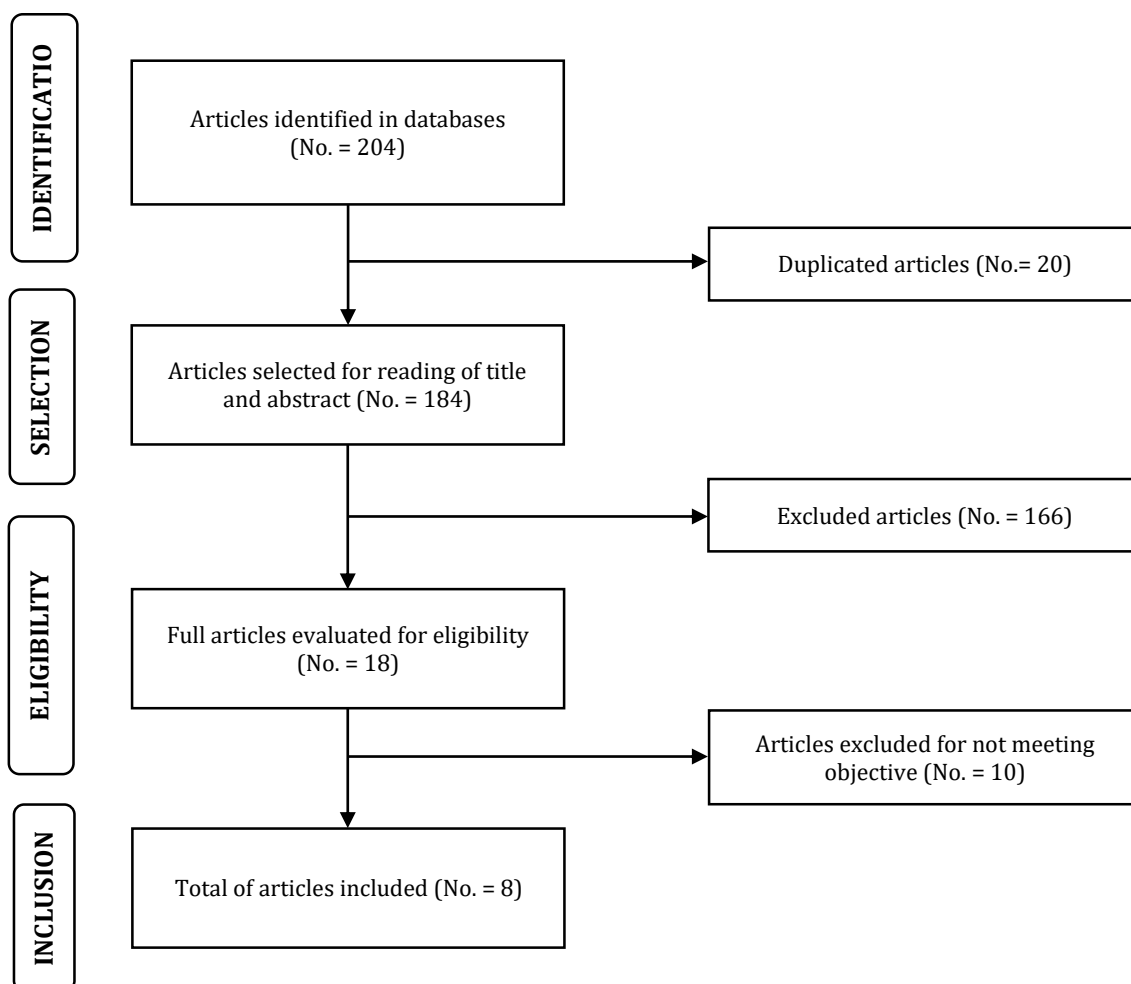 IDENTIFICATIO
Articles identified in databases
(No. = 204)
Duplicated articles (No.= 20)
SELECTION
Articles selected for reading of title
and abstract (No. = 184)
Excluded articles (No. = 166)
ELIGIBILITY
Full articles evaluated for eligibility
(No. = 18)
Articles excluded for not meeting
objective (No. = 10)
INCLUSION
Total of articles included (No. = 8)